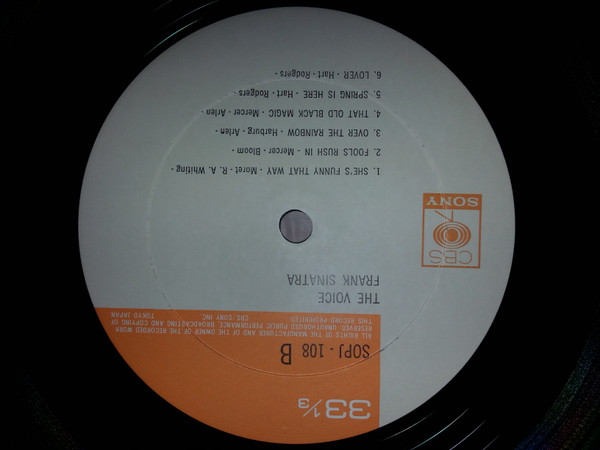 33 1/3
SOPJ - 108 B
ALL RIGHTS OF THE MANUFACTURER AND OF THE OWNER OF THE RECORDED WORK
RESERVED. UNAUTHORISED PUBLIC PERFORMANCE, BROADCASTING AND COPYING OF
THIS RECORD PROHIBITED. CBS/SONY INC. TOKYO JAPAN
THE VOICE
FRANK SINATRA
CBS
SONY
1. SHE'S FUNNY THAT WAY - Moret - R. A. Whiting -
2. FOOLS RUSH IN - Mercer - Bloom -
3. OVER THE RAINBOW - Harburg - Arlen -
4. THAT OLD BLACK MAGIC - Mercer - Arlen -
5. SPRING IS HERE - Hart - Rodgers -
6. LOVER - Hart - Rodgers -